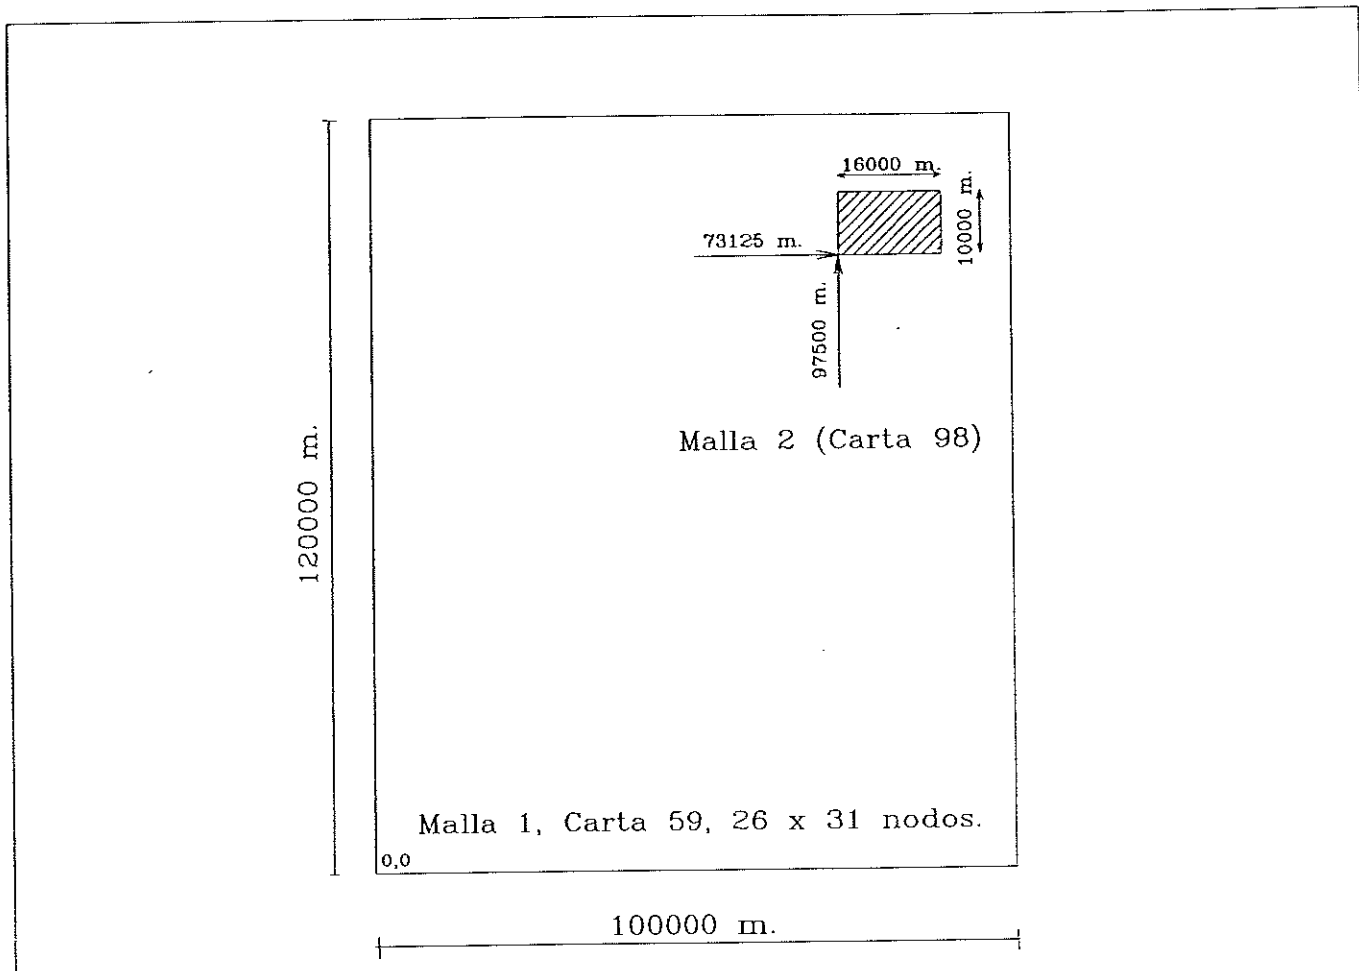 16000 m.
10000 m.
73125 m.
97500 m.
Malla 2 (Carta 98)
120000 m.
Malla 1, Carta 59, 26 x 31 nodos.
0,0
100000 m.